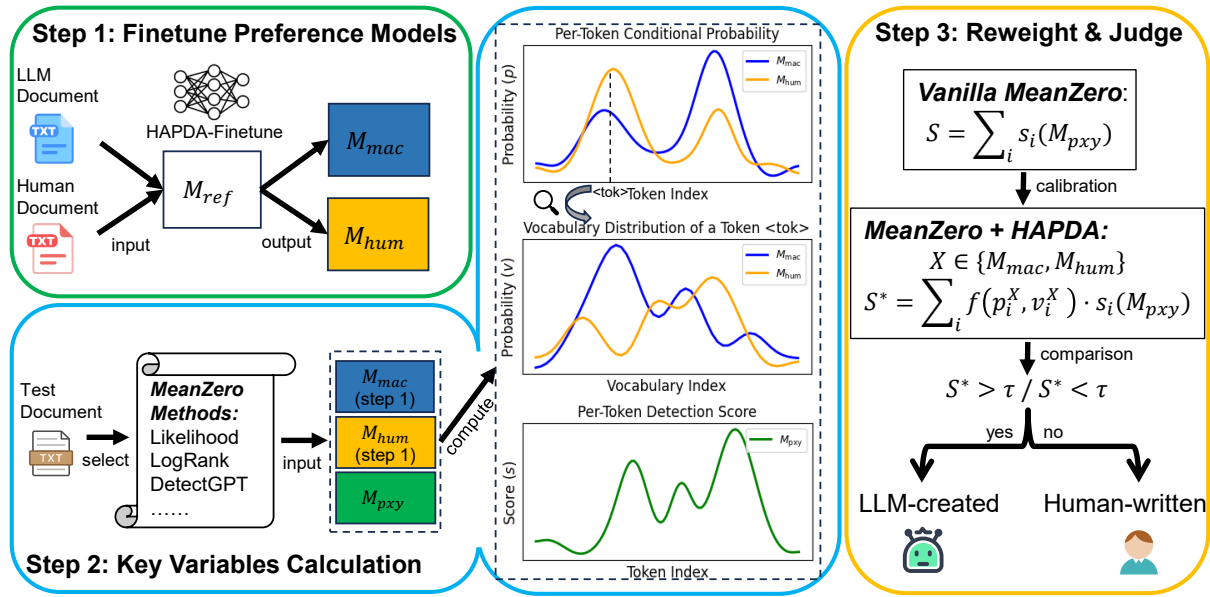 Step 1: Finetune Preference Models
LLM
Document
TXT
Human
Document
TXT
HAPDA-Finetune
M_ref
input
output
M_mac
M_hum
Test
Document
TXT
select
MeanZero
Methods:
Likelihood
LogRank
DetectGPT
......
input
M_mac
(step 1)
M_hum
(step 1)
M_pxy
compute
Step 2: Key Variables Calculation
Per-Token Conditional Probability
Probability (p)
M_mac
M_hum
<tok>
Token Index
Vocabulary Distribution of a Token <tok>
Probability (v)
M_mac
M_hum
Vocabulary Index
Per-Token Detection Score
Score (s)
M_pxy
Token Index
Step 3: Reweight & Judge
Vanilla MeanZero:
S = ∑_i s_i(M_pxy)
calibration
MeanZero + HAPDA:
X ∈ {M_mac, M_hum}
S* = ∑_i f(p_i^X, v_i^X) · s_i(M_pxy)
comparison
S* > τ / S* < τ
yes no
LLM-created
Human-written